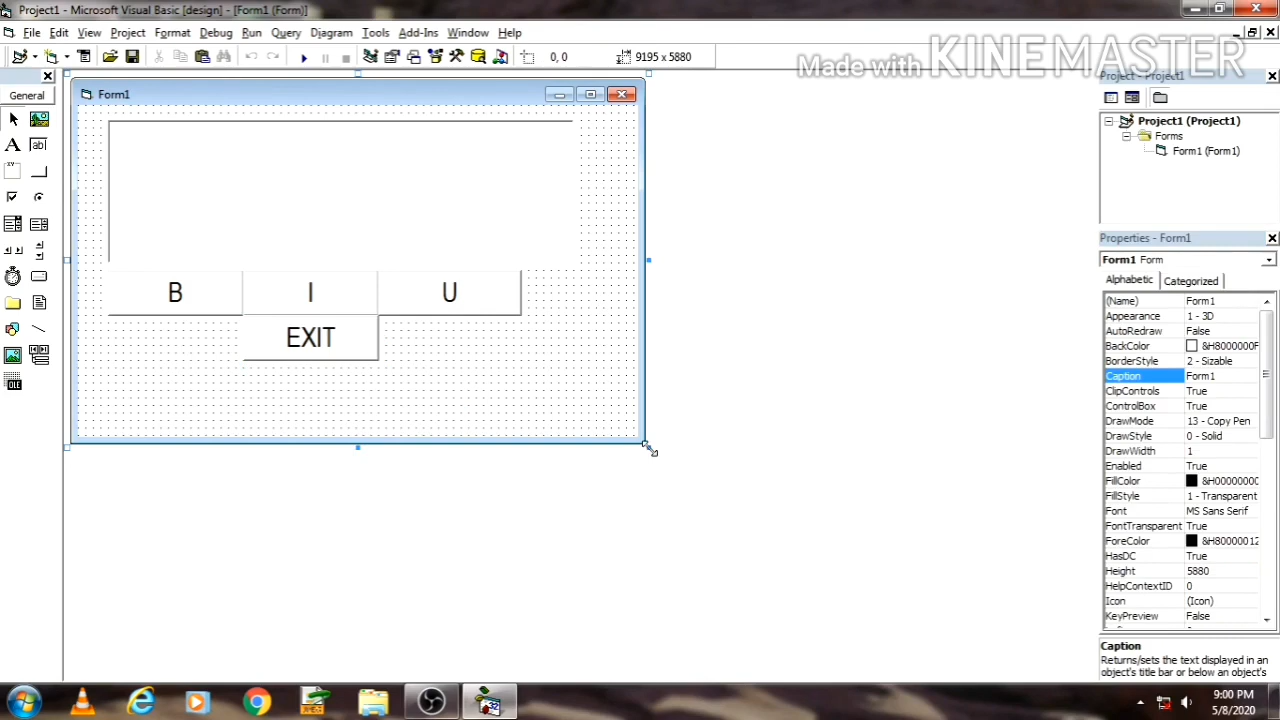 Project1 - Microsoft Visual Basic [design] - [Form1 (Form)]
File Edit View Project Format Debug Run Query Diagram Tools Add-Ins Window Help
0, 0 9195 x 5880
Made with KINEMASTER
General
A ab|
xy
OLE
Form1
B I U
EXIT
Project - Project1
Project1 (Project1)
Forms
Form1 (Form1)
Properties - Form1
Form1 Form
Alphabetic Categorized
(Name) Form1
Appearance 1 - 3D
AutoRedraw False
BackColor &H8000000F
BorderStyle 2 - Sizable
Caption Form1
ClipControls True
ControlBox True
DrawMode 13 - Copy Pen
DrawStyle 0 - Solid
DrawWidth 1
Enabled True
FillColor &H00000000
FillStyle 1 - Transparent
Font MS Sans Serif
FontTransparent True
ForeColor &H80000012
HasDC True
Height 5880
HelpContextID 0
Icon (Icon)
KeyPreview False
Caption
Returns/sets the text displayed in an
object's title bar or below an object's
32
9:00 PM
5/8/2020